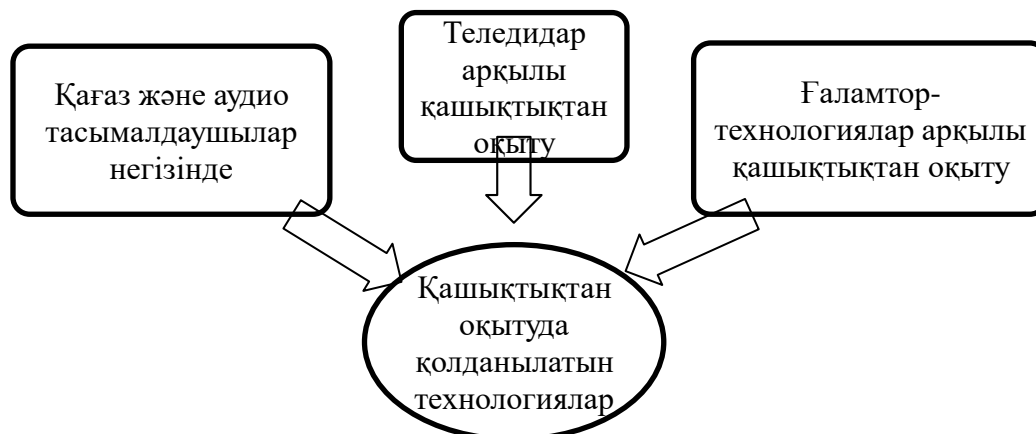 Қағаз және аудио
тасымалдаушылар
негізінде
Теледидар
арқылы
қашықтықтан
оқыту
Ғаламтор-
технологиялар арқылы
қашықтықтан оқыту
Қашықтықтан
оқытуда
қолданылатын
технологиялар